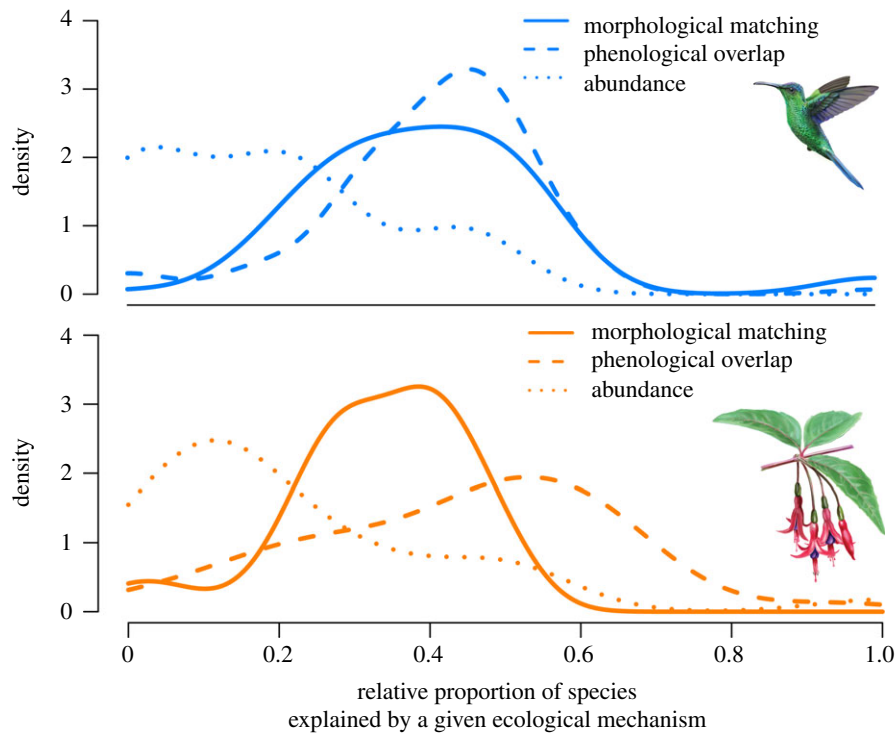 4
3
2
1
0
density
morphological matching
phenological overlap
abundance
4
3
2
1
0
density
morphological matching
phenological overlap
abundance
0 0.2 0.4 0.6 0.8 1.0
relative proportion of species
explained by a given ecological mechanism